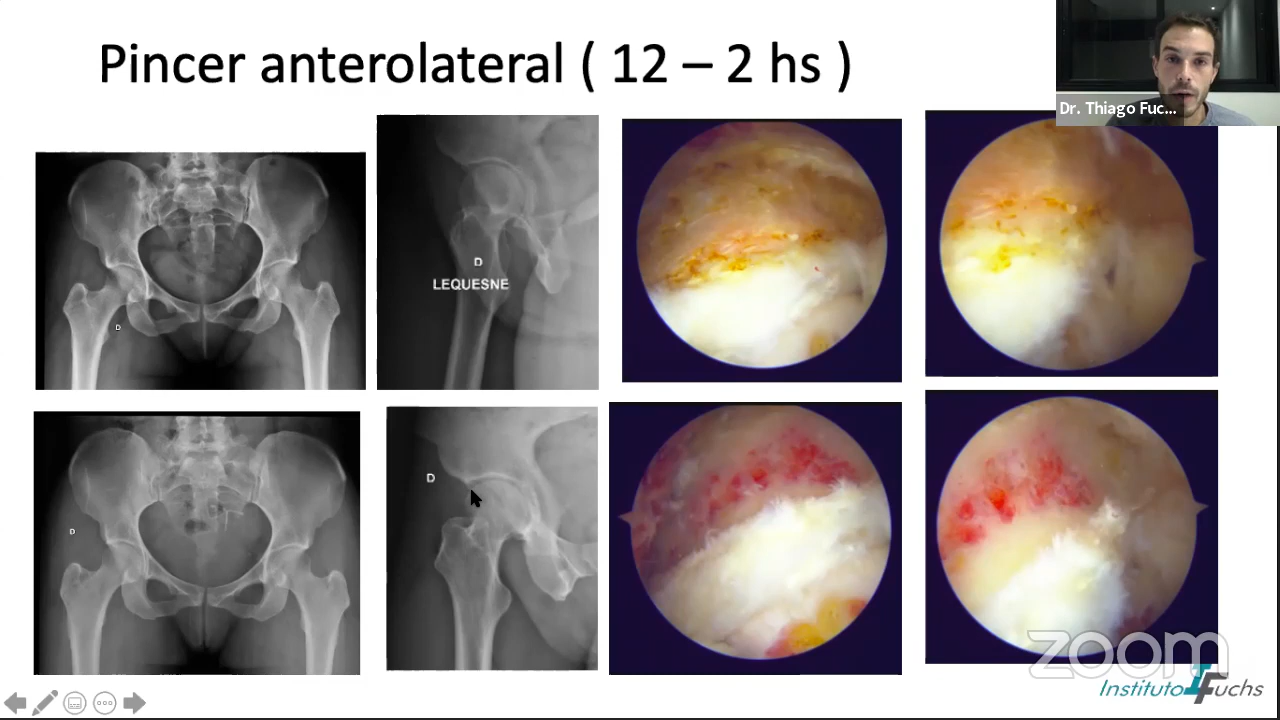 Pincer anterolateral ( 12 – 2 hs )
Dr. Thiago Fuc...
D
LEQUESNE
D
D
D
zoom
Instituto Fuchs